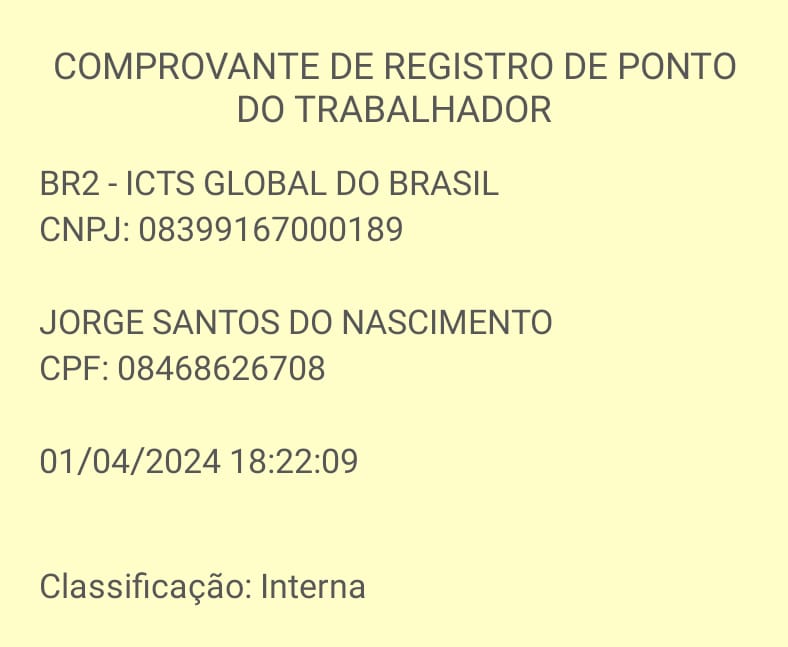 COMPROVANTE DE REGISTRO DE PONTO
DO TRABALHADOR
BR2 - ICTS GLOBAL DO BRASIL
CNPJ: 08399167000189
JORGE SANTOS DO NASCIMENTO
CPF: 08468626708
01/04/2024 18:22:09
Classificação: Interna